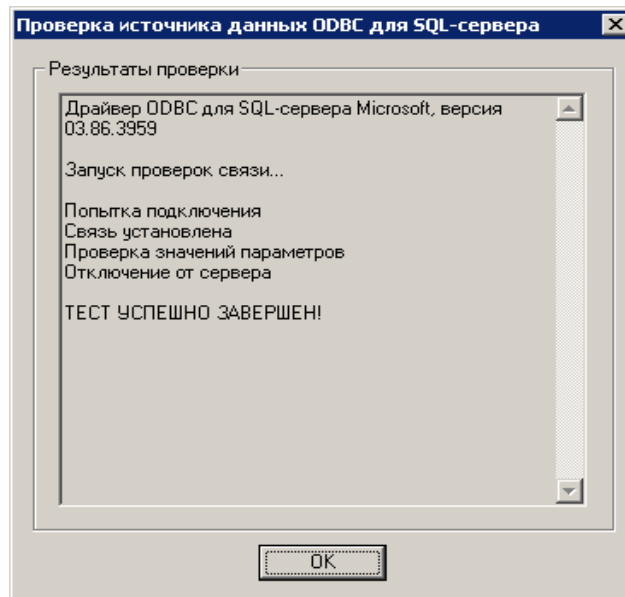 Проверка источника данных ODBC для SQL-сервера
Результаты проверки
Драйвер ODBC для SQL-сервера Microsoft, версия
03.86.3959
Запуск проверок связи...
Попытка подключения
Связь установлена
Проверка значений параметров
Отключение от сервера
ТЕСТ УСПЕШНО ЗАВЕРШЕН!
OK